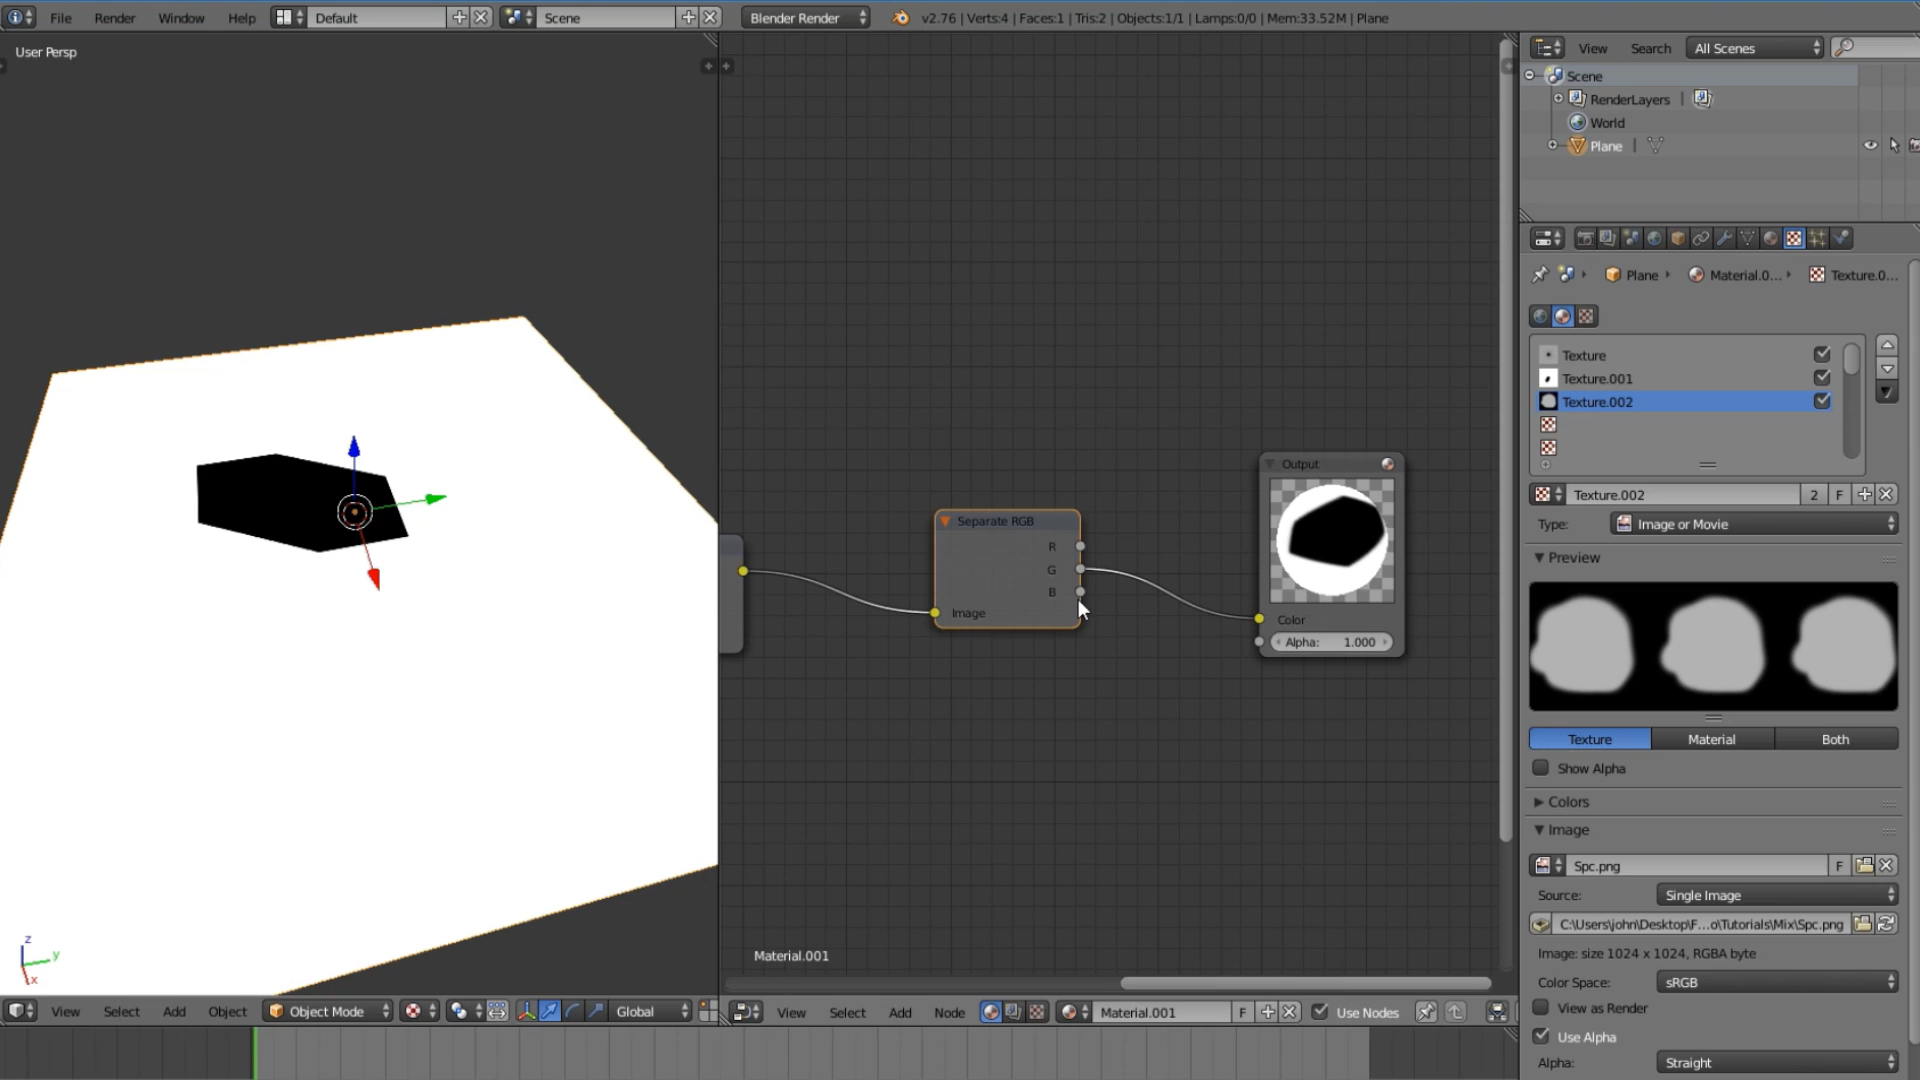 File Render Window Help Default Scene Blender Render v2.76 | Verts:4 | Faces:1 | Tris:2 | Objects:1/1 | Lamps:0/0 | Mem:33.52M | Plane
User Persp
View Search All Scenes
Scene
RenderLayers
World
Plane
Plane Material.0... Texture.0...
Texture
Texture.001
Texture.002
Texture.002 2 F
Type: Image or Movie
Preview
Texture Material Both
Show Alpha
Colors
Image
Spc.png F
Source: Single Image
C:\Users\john\Desktop\F...o\Tutorials\Mix\Spc.png
Image: size 1024 x 1024, RGBA byte
Color Space: sRGB
View as Render
Use Alpha
Alpha: Straight
Separate RGB
R
G
B
Image
Output
Color
Alpha: 1.000
Material.001
z
y
x
View Select Add Object Object Mode Global
View Select Add Node Material.001 F Use Nodes